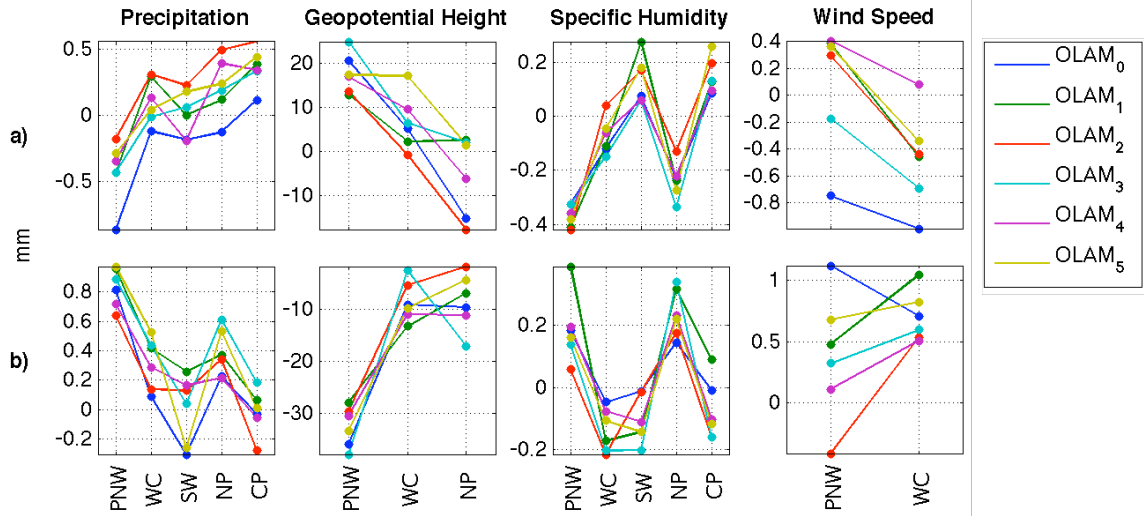 Precipitation Geopotential Height Specific Humidity Wind Speed
a)
0.5
0
-0.5
20
10
0
-10
0.2
0
-0.2
-0.4
0.4
0.2
0
-0.2
-0.4
-0.6
-0.8
mm
b)
0.8
0.6
0.4
0.2
0
-0.2
-10
-20
-30
0.2
0
-0.2
1
0.5
0
PNW WC SW NP CP
PNW WC NP
PNW WC SW NP CP
PNW WC
OLAM₀
OLAM₁
OLAM₂
OLAM₃
OLAM₄
OLAM₅